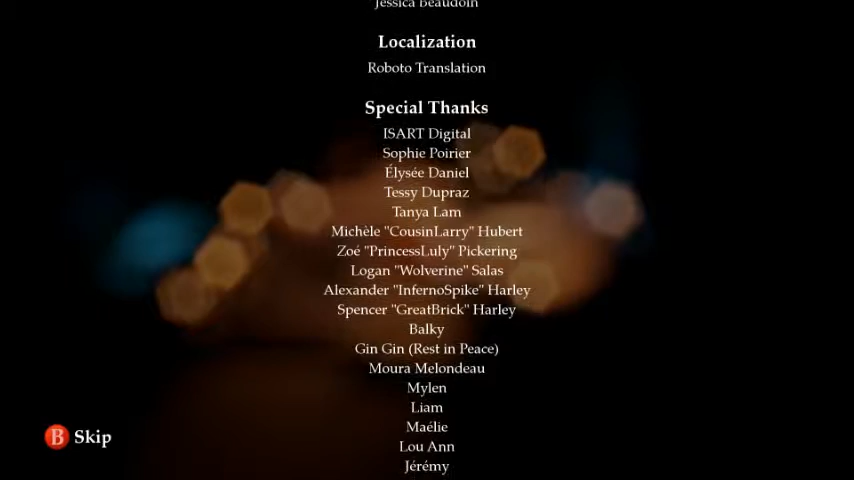 Jessica Beaudoin
Localization
Roboto Translation
Special Thanks
ISART Digital
Sophie Poirier
Élysée Daniel
Tessy Dupraz
Tanya Lam
Michèle "CousinLarry" Hubert
Zoé "PrincessLuly" Pickering
Logan "Wolverine" Salas
Alexander "InfernoSpike" Harley
Spencer "GreatBrick" Harley
Balky
Gin Gin (Rest in Peace)
Moura Melondeau
Mylen
Liam
Maélie
Lou Ann
Jérémy
B Skip